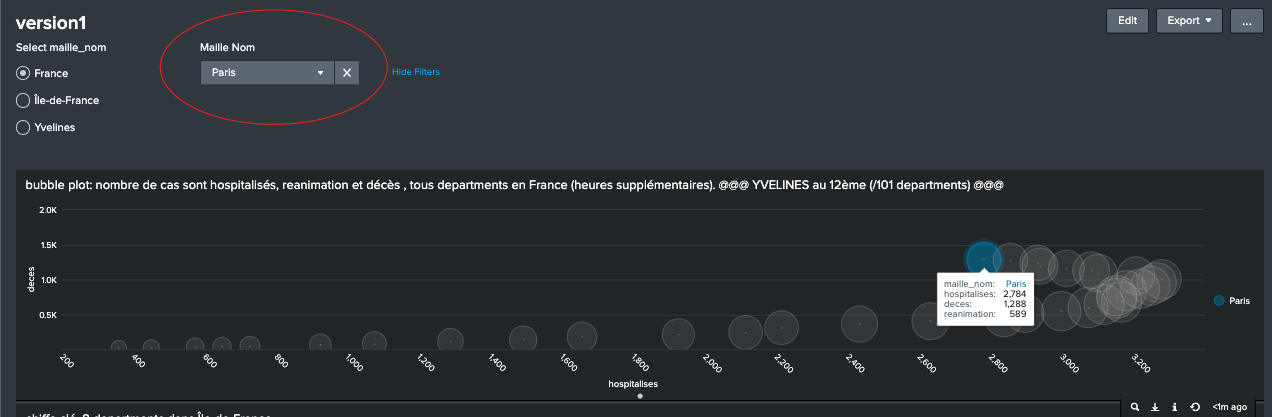 version1
Edit
Export
...
Select maille_nom
France
Île-de-France
Yvelines
Maille Nom
Paris
Hide Filters
bubble plot: nombre de cas sont hospitalisés, reanimation et décès , tous departments en France (heures supplémentaires). @@@ YVELINES au 12ème (/101 departments) @@@
2.0K
1.5K
1.0K
0.5K
deces
maille_nom: Paris
hospitalises: 2,784
deces: 1,288
reanimation: 589
Paris
200
400
600
800
1,000
1,200
1,400
1,600
1,800
2,000
2,200
2,400
2,600
2,800
3,000
3,200
hospitalises
<1m ago